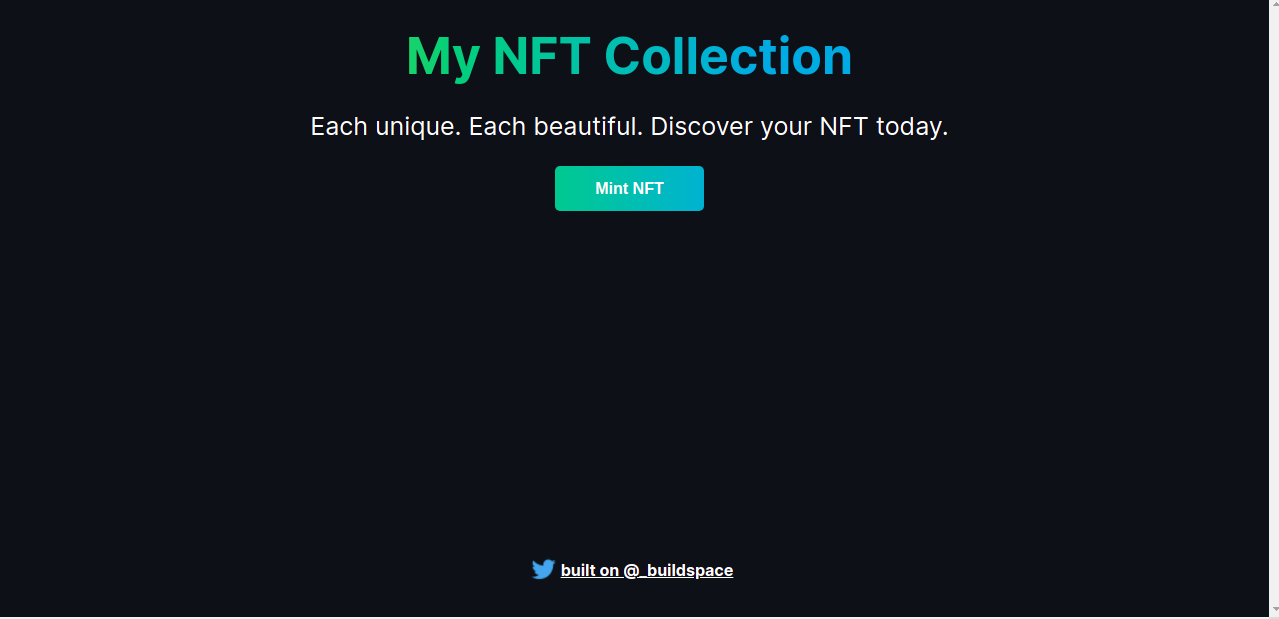 My NFT Collection
Each unique. Each beautiful. Discover your NFT today.
Mint NFT
built on @_buildspace